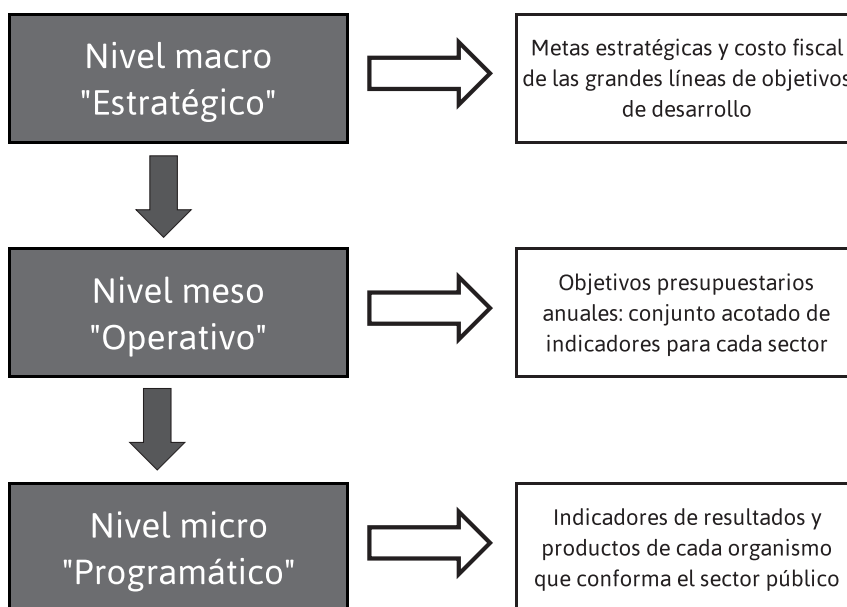 Nivel macro
"Estratégico"
Metas estratégicas y costo fiscal
de las grandes líneas de objetivos
de desarrollo
Nivel meso
"Operativo"
Objetivos presupuestarios
anuales: conjunto acotado de
indicadores para cada sector
Nivel micro
"Programático"
Indicadores de resultados y
productos de cada organismo
que conforma el sector público